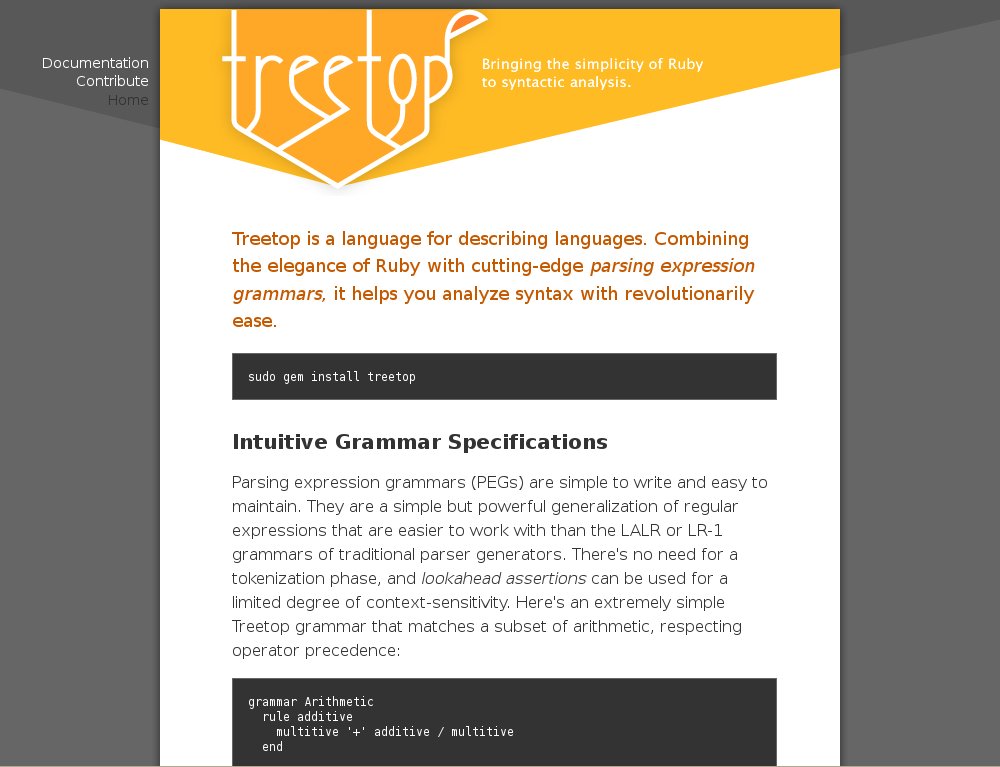 Documentation
Contribute
Home
treetop
Bringing the simplicity of Ruby
to syntactic analysis.
Treetop is a language for describing languages. Combining
the elegance of Ruby with cutting-edge parsing expression
grammars, it helps you analyze syntax with revolutionarily
ease.
sudo gem install treetop
Intuitive Grammar Specifications
Parsing expression grammars (PEGs) are simple to write and easy to
maintain. They are a simple but powerful generalization of regular
expressions that are easier to work with than the LALR or LR-1
grammars of traditional parser generators. There's no need for a
tokenization phase, and lookahead assertions can be used for a
limited degree of context-sensitivity. Here's an extremely simple
Treetop grammar that matches a subset of arithmetic, respecting
operator precedence:
grammar Arithmetic
  rule additive
    multitive '+' additive / multitive
  end